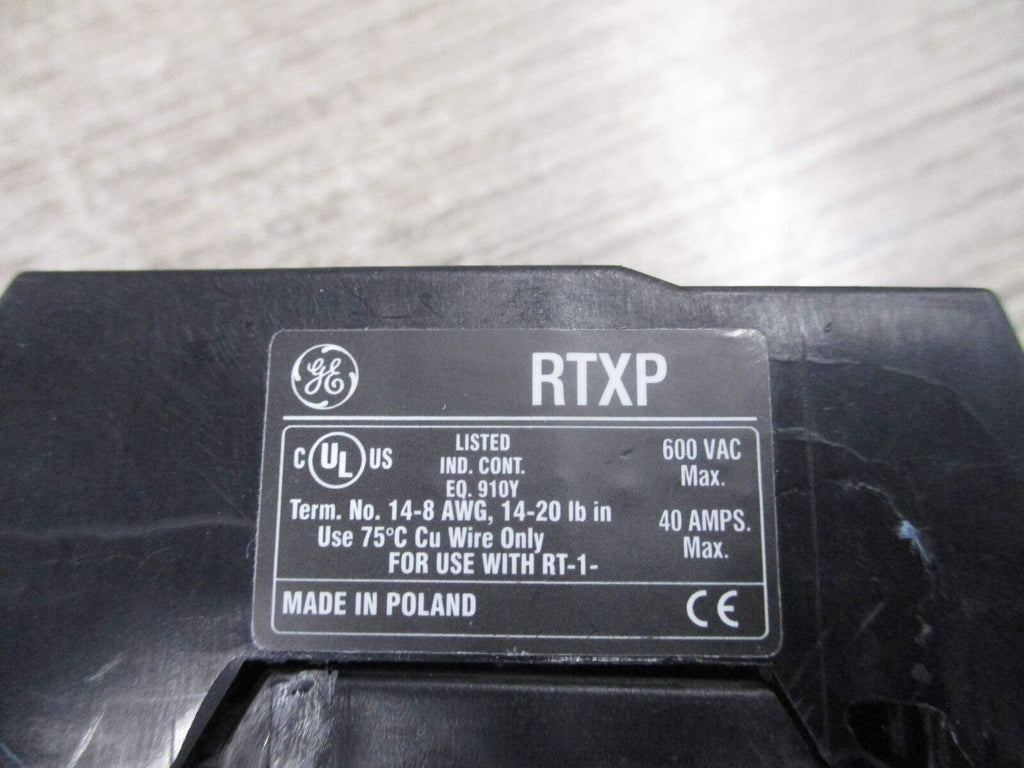 GE
RTXP
C UL US
LISTED
IND. CONT.
EQ. 910Y
Term. No. 14-8 AWG, 14-20 lb in
Use 75°C Cu Wire Only
FOR USE WITH RT-1-
600 VAC
Max.
40 AMPS.
Max.
MADE IN POLAND
CE